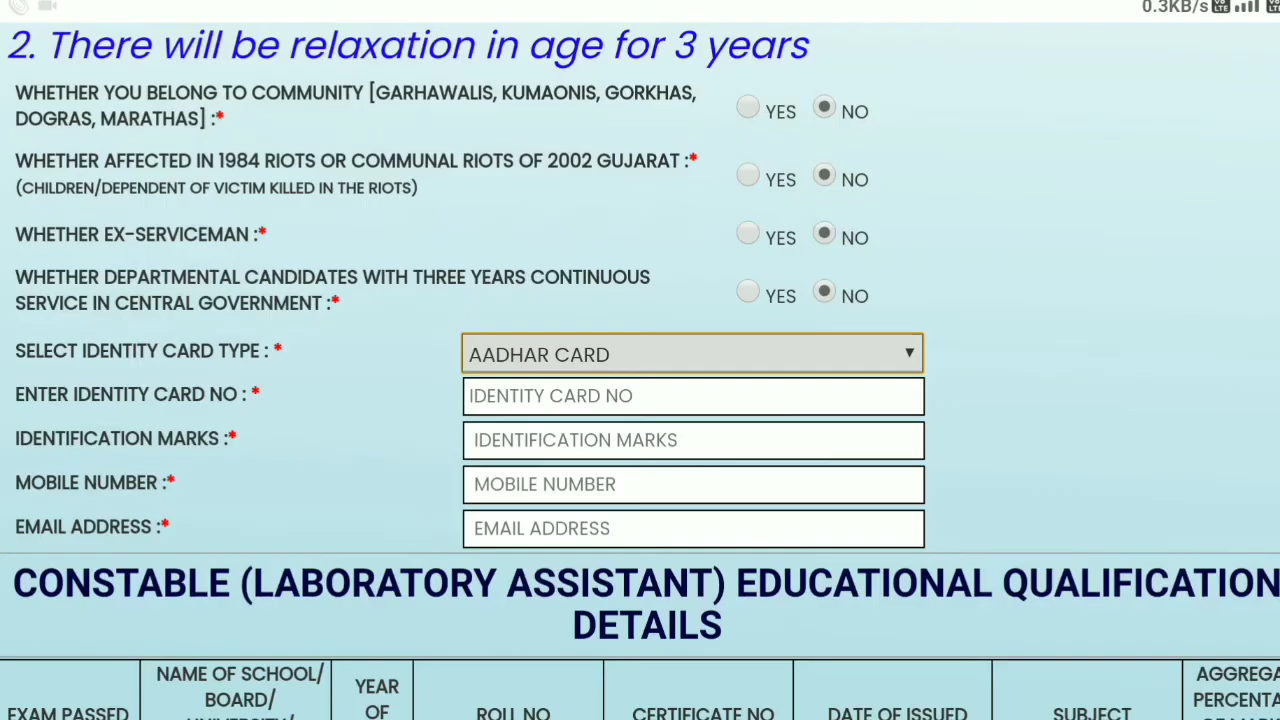 0.3KB/s
2. There will be relaxation in age for 3 years
WHETHER YOU BELONG TO COMMUNITY [GARHAWALIS, KUMAONIS, GORKHAS,
DOGRAS, MARATHAS] :*
YES NO
WHETHER AFFECTED IN 1984 RIOTS OR COMMUNAL RIOTS OF 2002 GUJARAT :*
(CHILDREN/DEPENDENT OF VICTIM KILLED IN THE RIOTS)
YES NO
WHETHER EX-SERVICEMAN :*
YES NO
WHETHER DEPARTMENTAL CANDIDATES WITH THREE YEARS CONTINUOUS
SERVICE IN CENTRAL GOVERNMENT :*
YES NO
SELECT IDENTITY CARD TYPE : *
AADHAR CARD
ENTER IDENTITY CARD NO : *
IDENTITY CARD NO
IDENTIFICATION MARKS :*
IDENTIFICATION MARKS
MOBILE NUMBER :*
MOBILE NUMBER
EMAIL ADDRESS :*
EMAIL ADDRESS
CONSTABLE (LABORATORY ASSISTANT) EDUCATIONAL QUALIFICATION
DETAILS
EXAM PASSED
NAME OF SCHOOL/
BOARD/
UNIVERSITY/
YEAR
OF
ROLL NO
CERTIFICATE NO
DATE OF ISSUED
SUBJECT
AGGREGA
PERCENTA